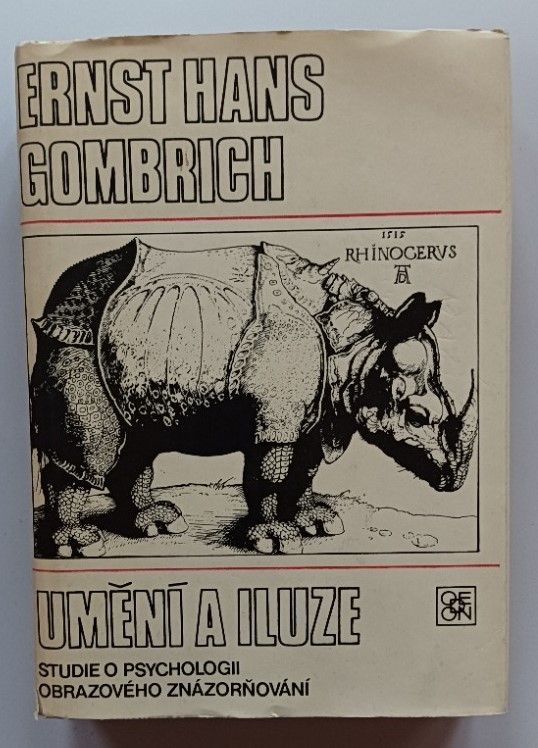 ERNST HANS
GOMBRICH
1515
RHINOCERVS
AD
UMĚNÍ A ILUZE
ODEON
STUDIE O PSYCHOLOGII
OBRAZOVÉHO ZNÁZORŇOVÁNÍ